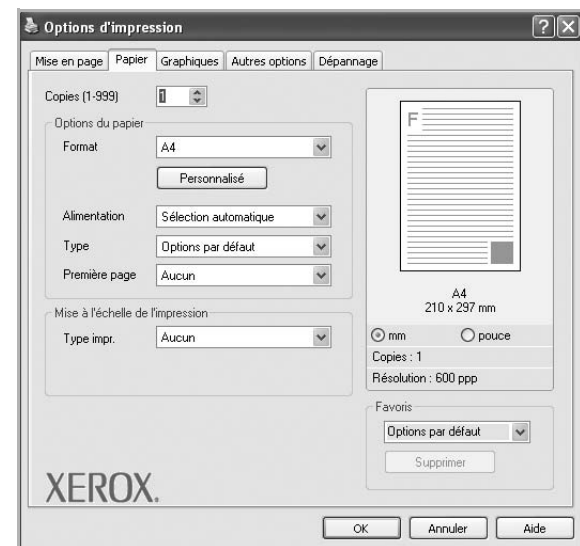 Options d'impression
Mise en page Papier Graphiques Autres options Dépannage
Copies (1-999) 1
Options du papier
Format A4
Personnalisé
Alimentation Sélection automatique
Type Options par défaut
Première page Aucun
Mise à l'échelle de l'impression
Type impr. Aucun
F
A4
210 x 297 mm
mm pouce
Copies : 1
Résolution : 600 ppp
Favoris
Options par défaut
Supprimer
XEROX.
OK Annuler Aide